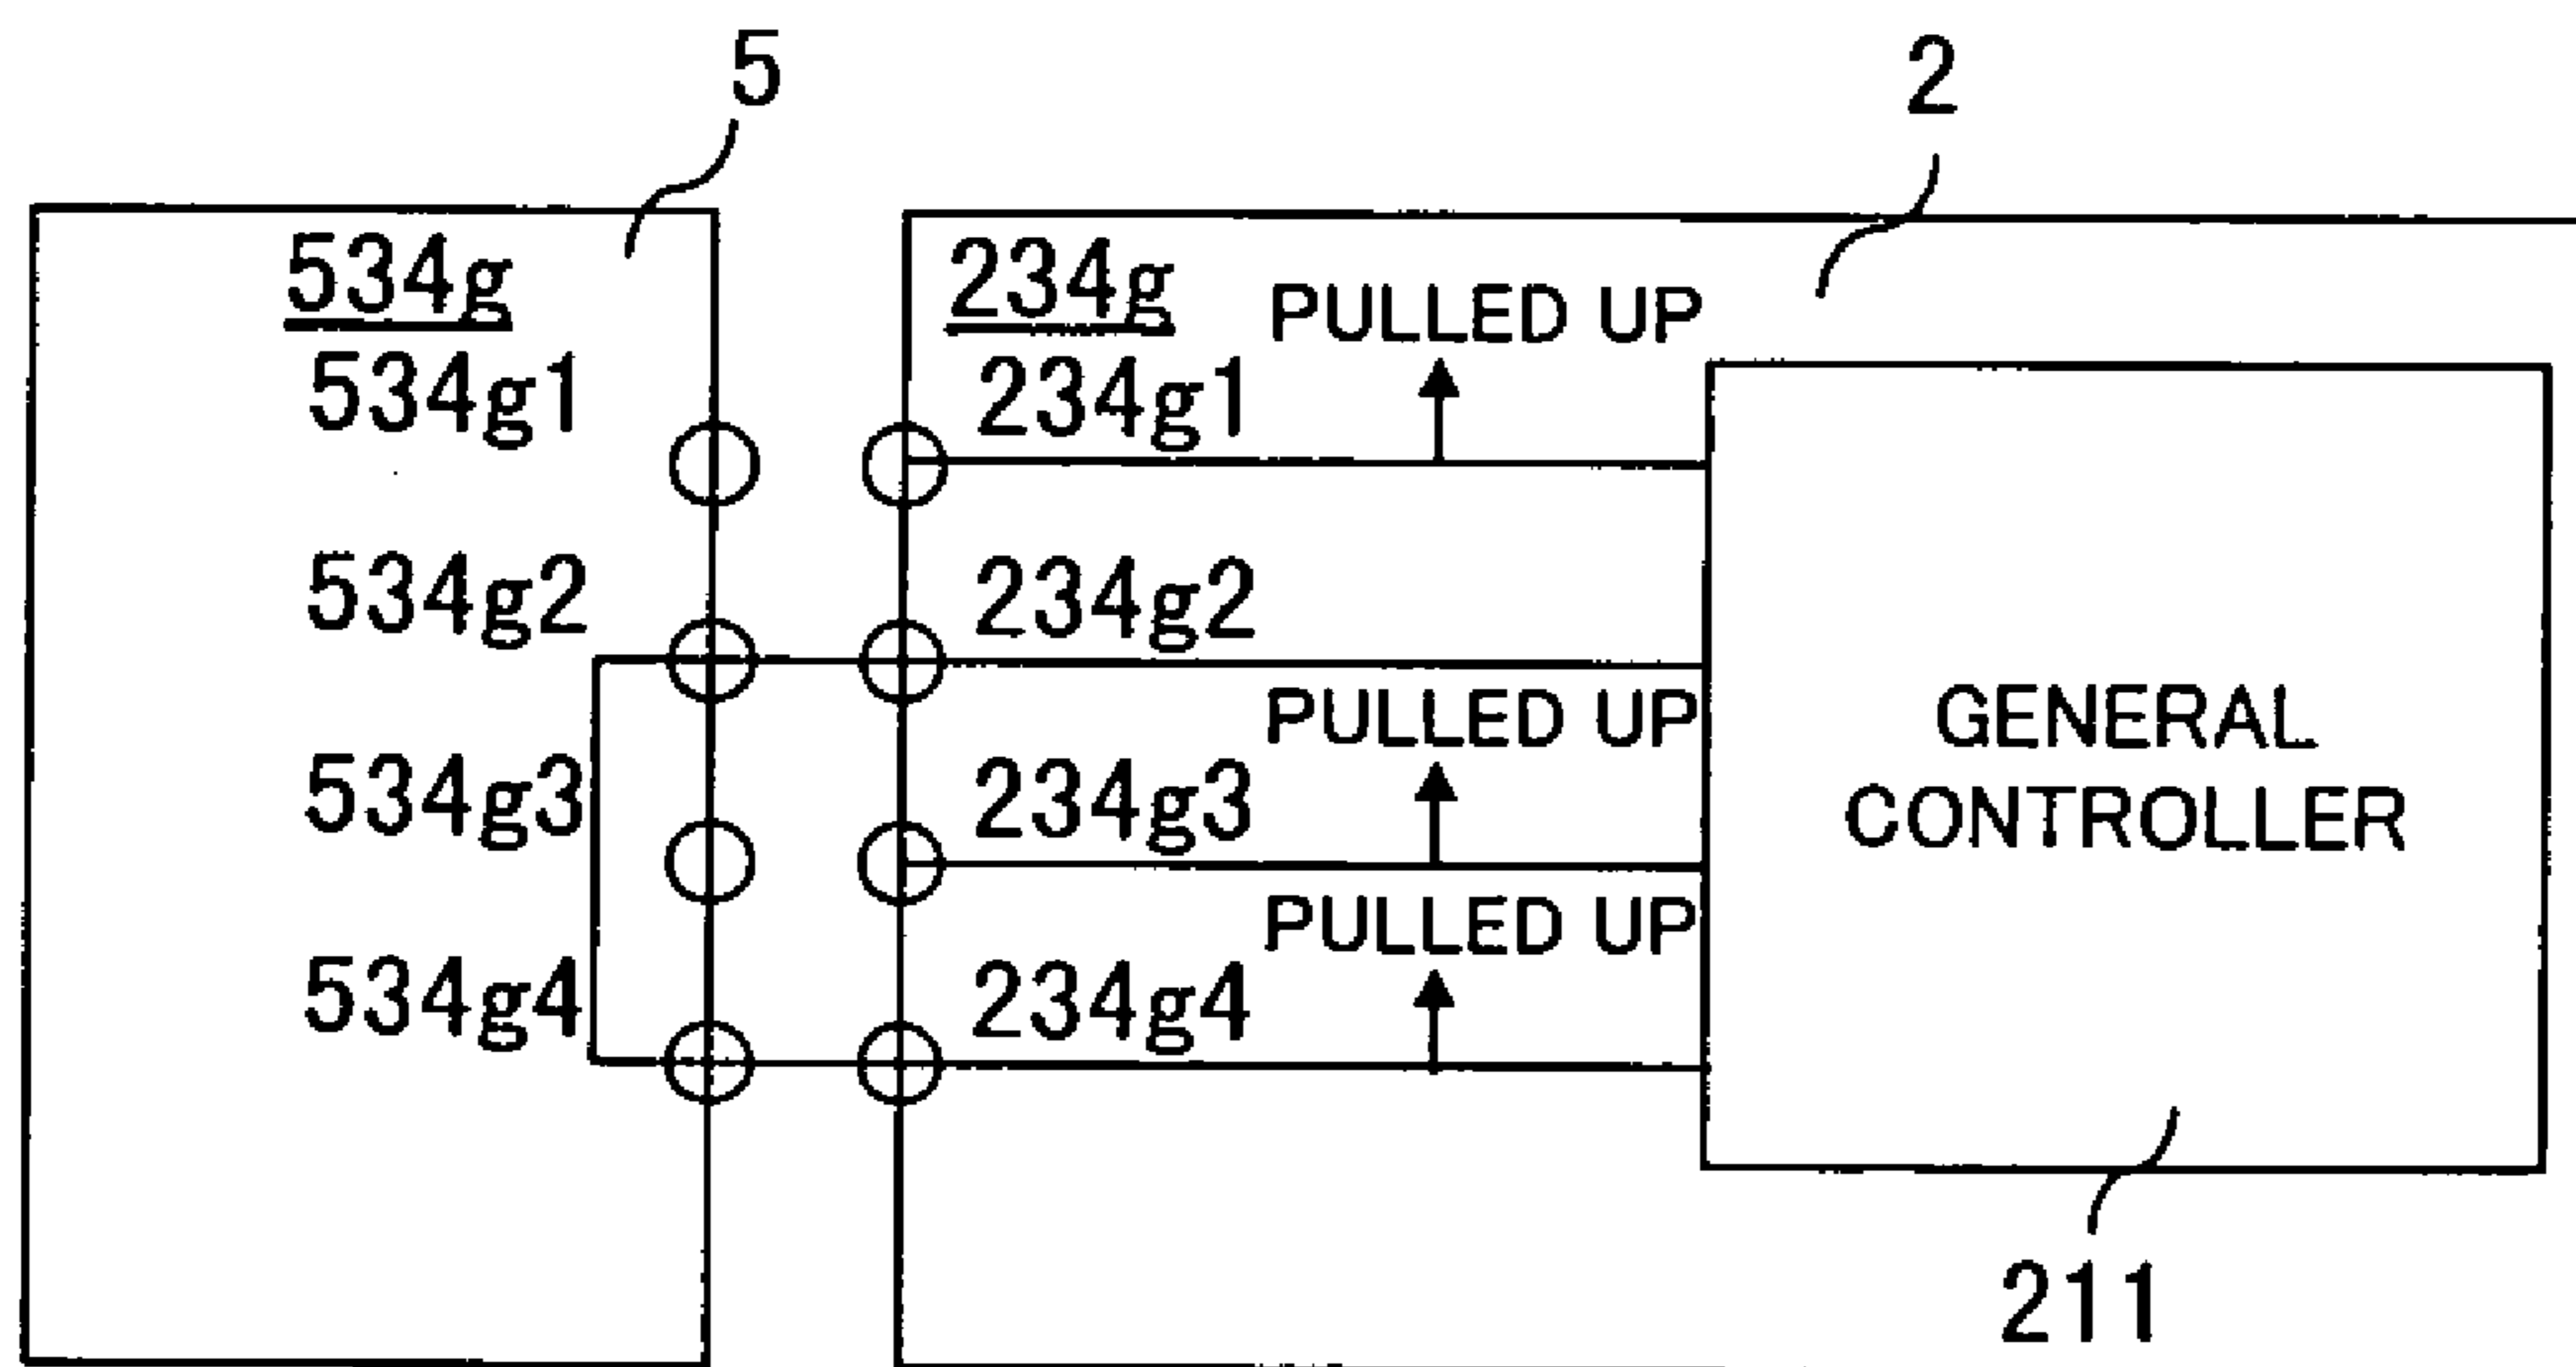 5
2
534g
234g
PULLED UP
534g1
234g1
534g2
234g2
PULLED UP
GENERAL
CONTROLLER
534g3
234g3
PULLED UP
534g4
234g4
211